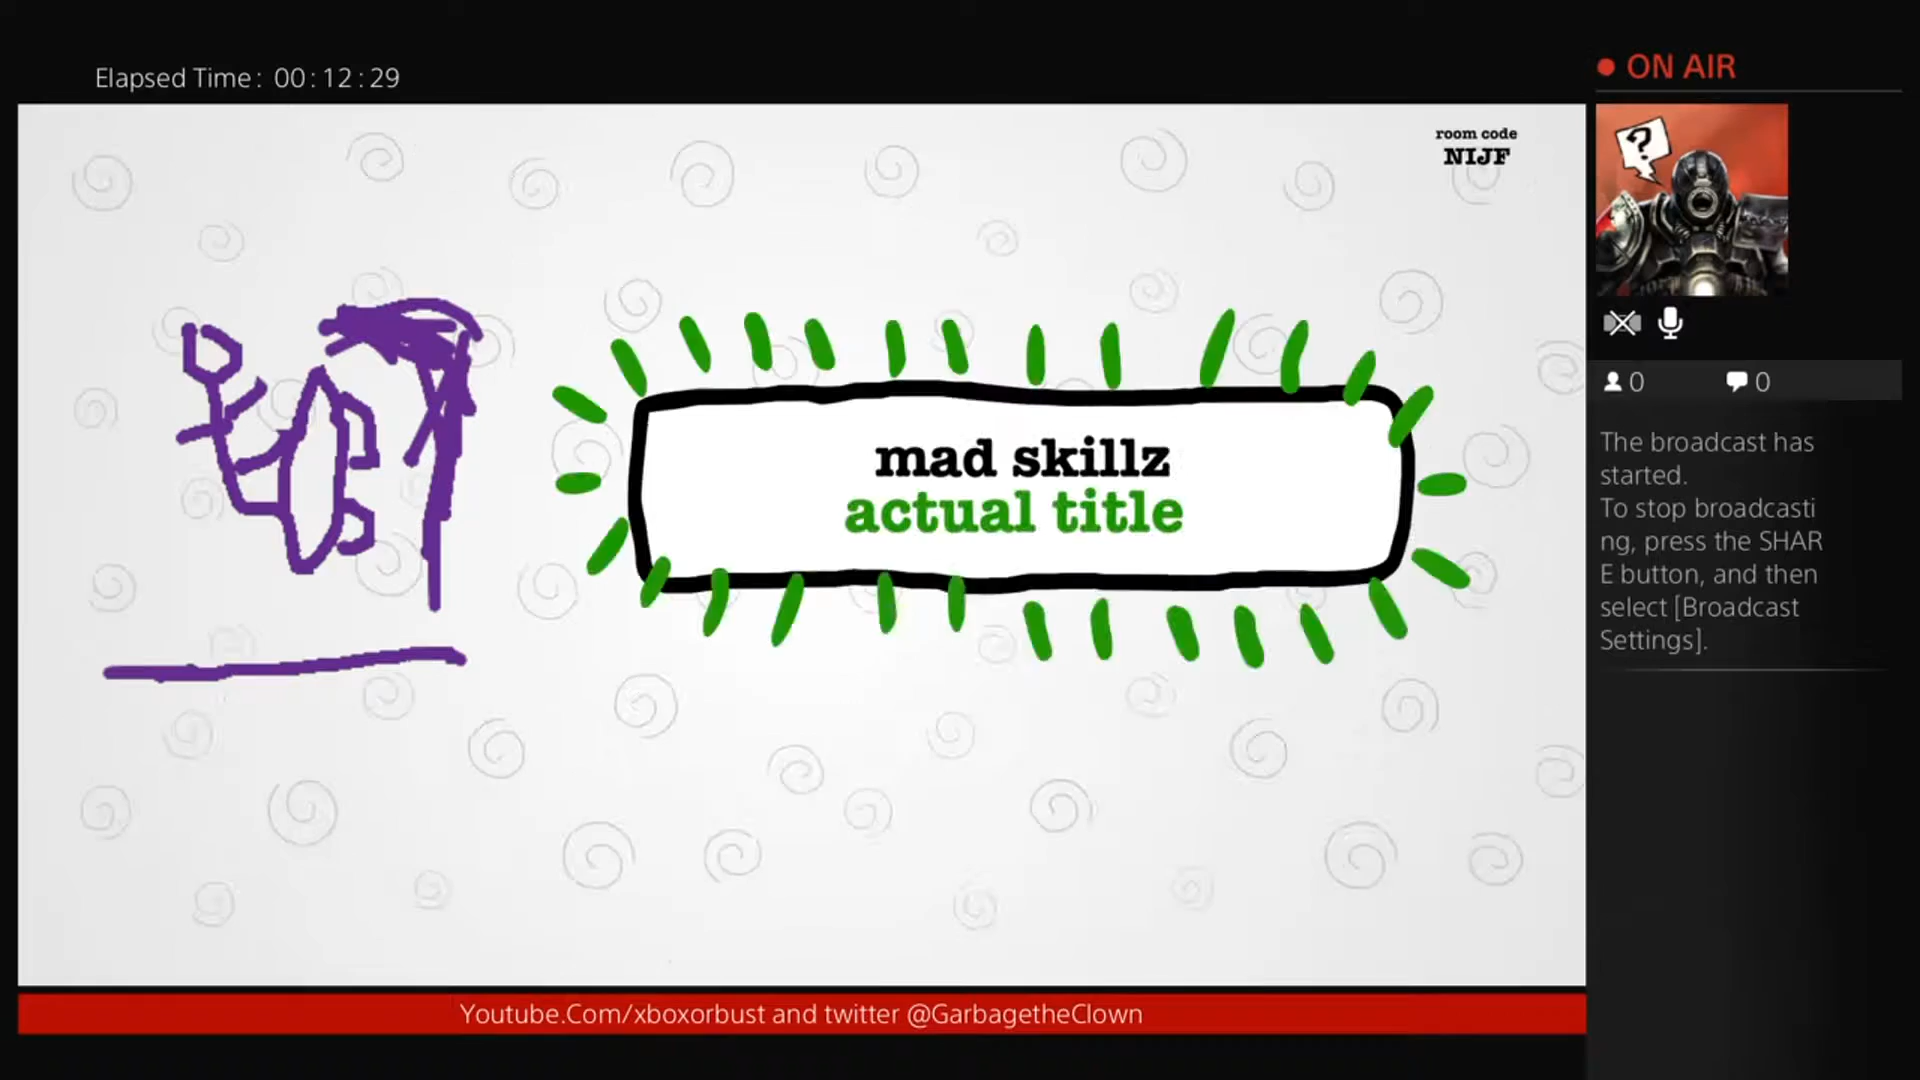 Elapsed Time: 00:12:29
ON AIR
room code
NIJF
?
0 0
mad skillz
actual title
The broadcast has
started.
To stop broadcasti
ng, press the SHAR
E button, and then
select [Broadcast
Settings].
Youtube.Com/xboxorbust and twitter @GarbagetheClown